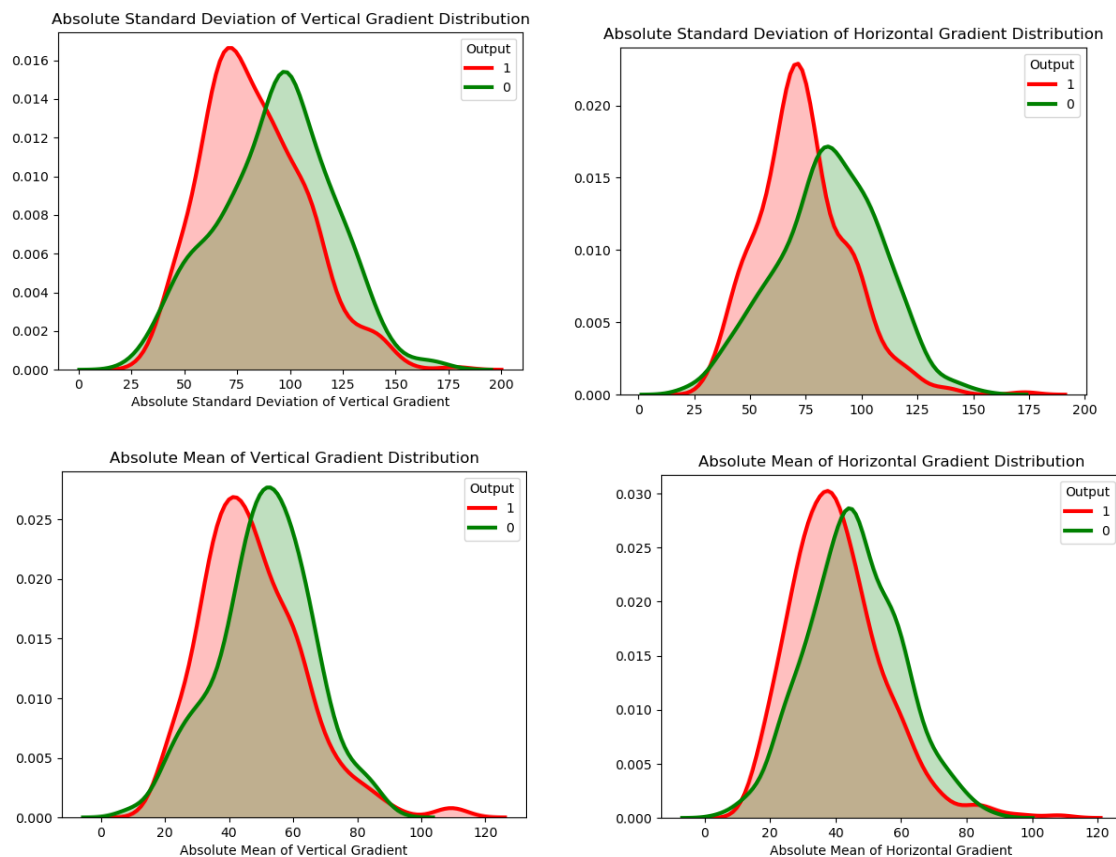 Absolute Standard Deviation of Vertical Gradient Distribution
Output
1
0
0.016
0.014
0.012
0.010
0.008
0.006
0.004
0.002
0.000
0 25 50 75 100 125 150 175 200
Absolute Standard Deviation of Vertical Gradient
Absolute Standard Deviation of Horizontal Gradient Distribution
Output
1
0
0.020
0.015
0.010
0.005
0.000
0 25 50 75 100 125 150 175 200
Absolute Mean of Vertical Gradient Distribution
Output
1
0
0.025
0.020
0.015
0.010
0.005
0.000
0 20 40 60 80 100 120
Absolute Mean of Vertical Gradient
Absolute Mean of Horizontal Gradient Distribution
Output
1
0
0.030
0.025
0.020
0.015
0.010
0.005
0.000
0 20 40 60 80 100 120
Absolute Mean of Horizontal Gradient